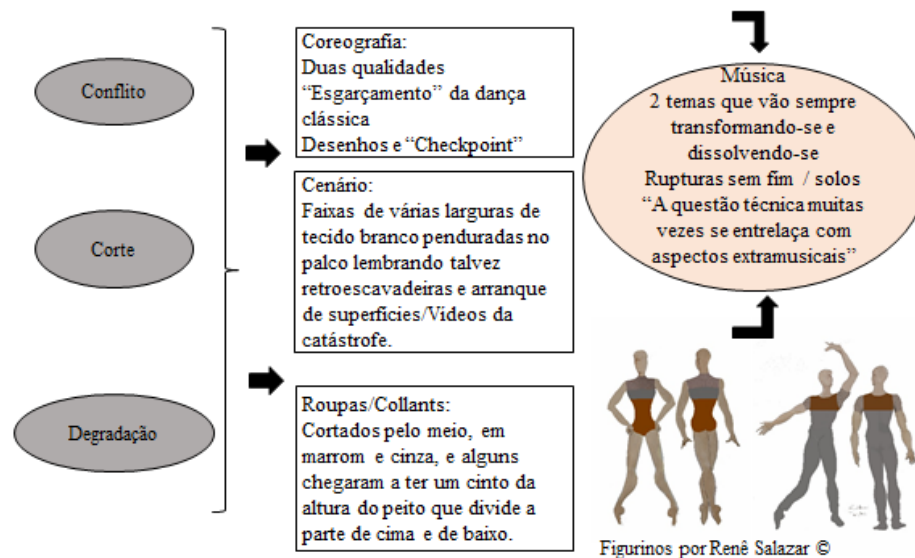 Conflito
Corte
Degradação
Coreografia:
Duas qualidades
“Esgarçamento” da dança
clássica
Desenhos e “Checkpoint”
Cenário:
Faixas de várias larguras de
tecido branco penduradas no
palco lembrando talvez
retroescavadeiras e arranque
de superfícies/Videos da
catástrofe.
Roupas/Collants:
Cortados pelo meio, em
marrom e cinza, e alguns
chegaram a ter um cinto da
altura do peito que divide a
parte de cima e de baixo.
Música
2 temas que vão sempre
transformando-se e
dissolvendo-se
Rupturas sem fim / solos
“A questão técnica muitas
vezes se entrelaça com
aspectos extramusicais”
Figurinos por Renê Salazar ©